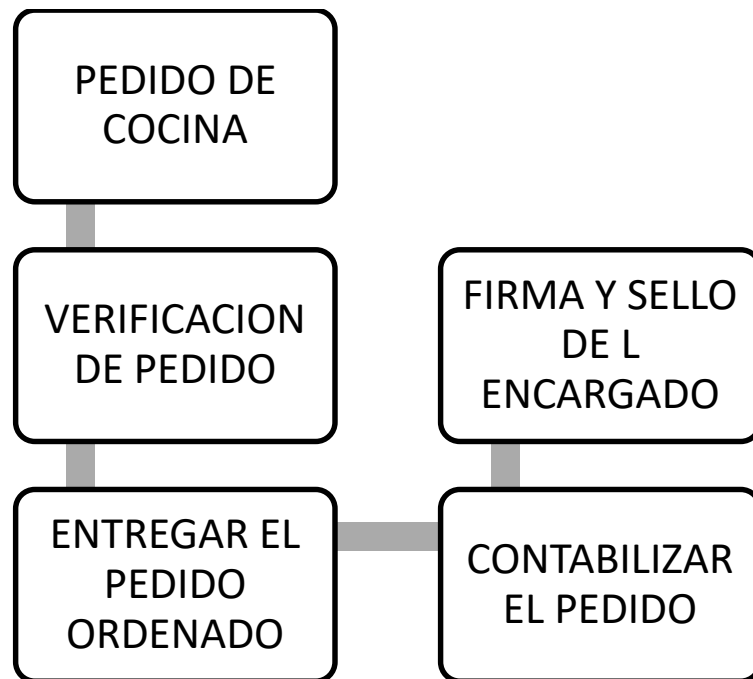 PEDIDO DE
COCINA
VERIFICACION
DE PEDIDO
ENTREGAR EL
PEDIDO
ORDENADO
CONTABILIZAR
EL PEDIDO
FIRMA Y SELLO
DE L
ENCARGADO